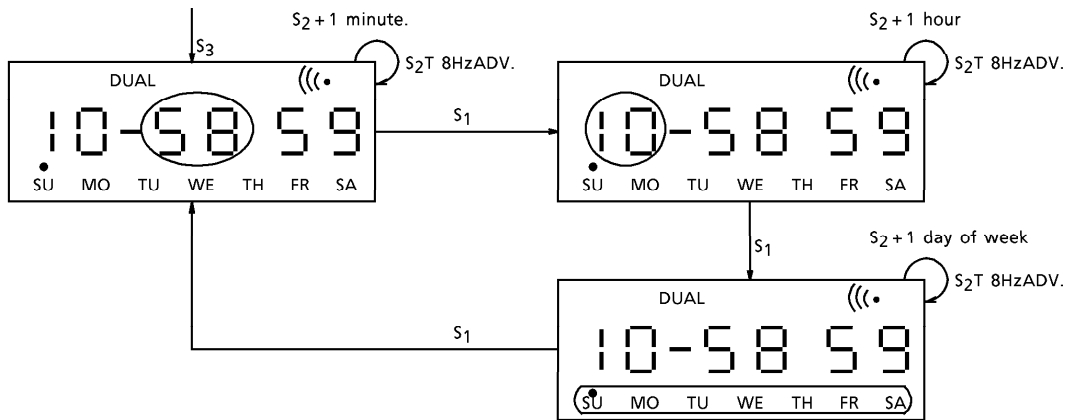 S2+1 minute.
S2+1 hour
S3
S2T 8HzADV.
S2T 8HzADV.
DUAL
DUAL
10-58 59
S1
10-58 59
SU MO TU WE TH FR SA
SU MO TU WE TH FR SA
S1
S2+1 day of week
S2T 8HzADV.
DUAL
S1
10-58 59
SU MO TU WE TH FR SA